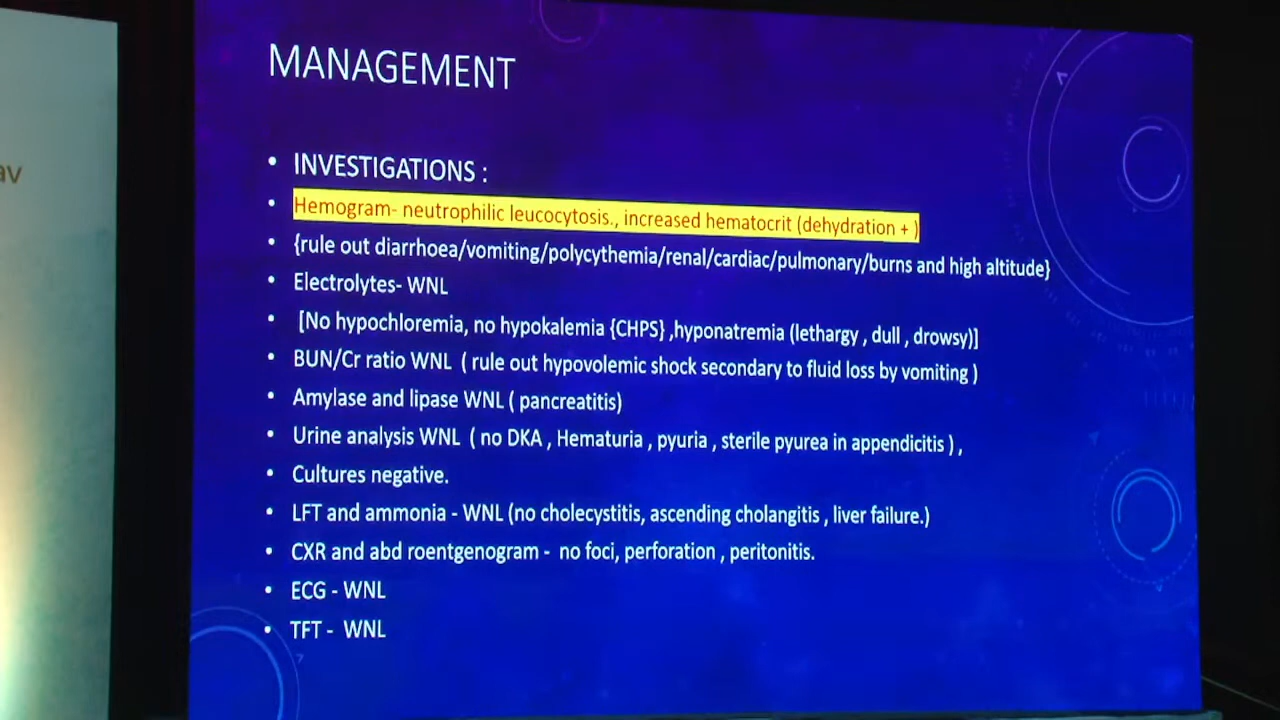 av
MANAGEMENT
• INVESTIGATIONS :
• Hemogram- neutrophilic leucocytosis., increased hematocrit (dehydration + )
• {rule out diarrhoea/vomiting/polycythemia/renal/cardiac/pulmonary/burns and high altitude}
• Electrolytes- WNL
• [No hypochloremia, no hypokalemia {CHPS} ,hyponatremia (lethargy , dull , drowsy)]
• BUN/Cr ratio WNL ( rule out hypovolemic shock secondary to fluid loss by vomiting )
• Amylase and lipase WNL ( pancreatitis)
• Urine analysis WNL ( no DKA , Hematuria , pyuria , sterile pyurea in appendicitis ) ,
• Cultures negative.
• LFT and ammonia - WNL (no cholecystitis, ascending cholangitis , liver failure.)
• CXR and abd roentgenogram - no foci, perforation , peritonitis.
• ECG - WNL
• TFT - WNL